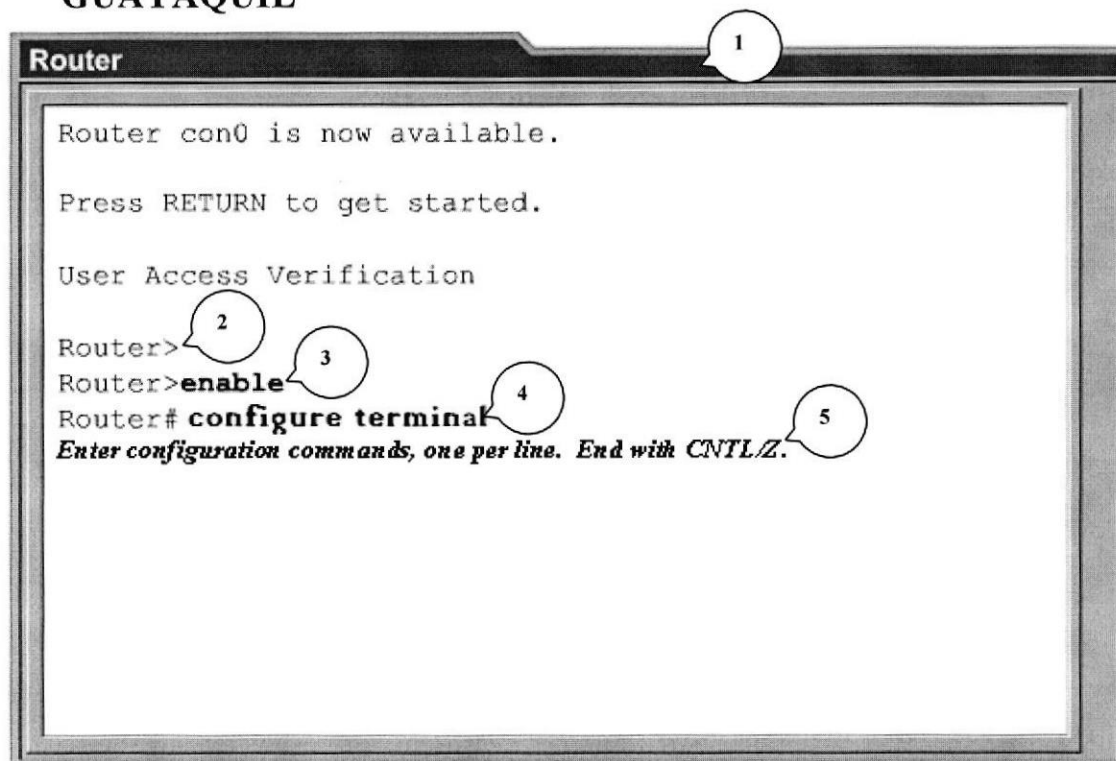 GUAYAQUIL
1
Router
Router con0 is now available.
Press RETURN to get started.
User Access Verification
2
Router>
3
Router>enable
4
Router# configure terminal
5
Enter configuration commands, one per line. End with CNTL/Z.